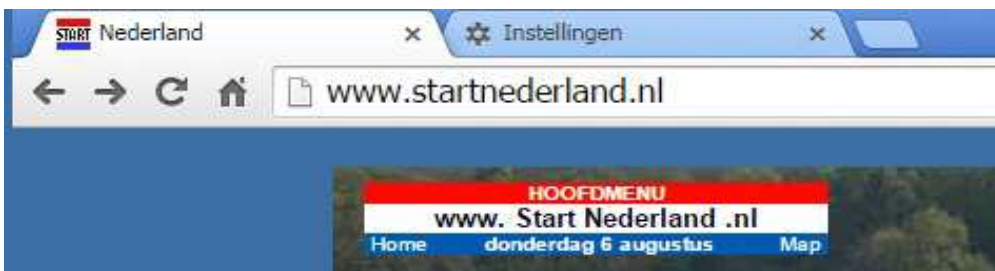 START Nederland
Instellingen
www.startnederland.nl
HOOFDMENU
www. Start Nederland .nl
Home donderdag 6 augustus Map